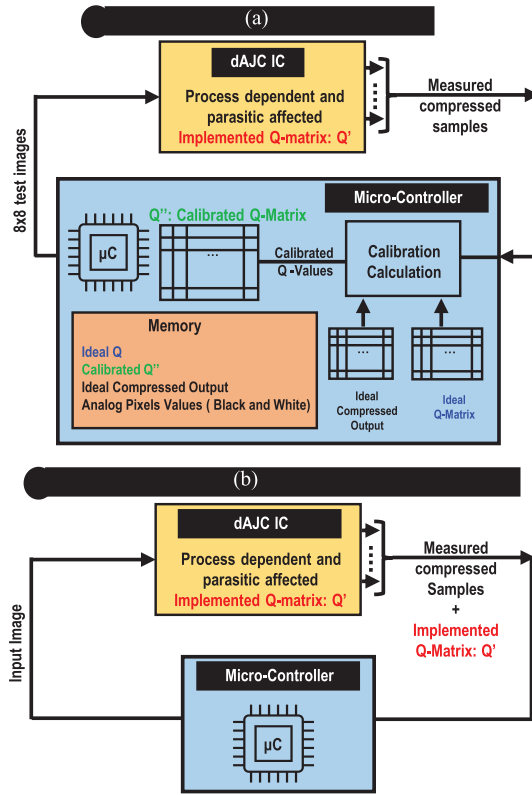 (a)
dAJC IC
Process dependent and
parasitic affected
Implemented Q-matrix: Q'
Measured
compressed
samples
8x8 test images
Micro-Controller
Q'': Calibrated Q-Matrix
µC
...
Calibrated
Q -Values
Calibration
Calculation
Memory
Ideal Q
Calibrated Q''
Ideal Compressed Output
Analog Pixels Values ( Black and White)
...
...
Ideal
Compressed
Output
Ideal
Q-Matrix
(b)
dAJC IC
Process dependent and
parasitic affected
Implemented Q-matrix: Q'
Measured
compressed
Samples
+
Implemented
Q-Matrix: Q'
Input Image
Micro-Controller
µC